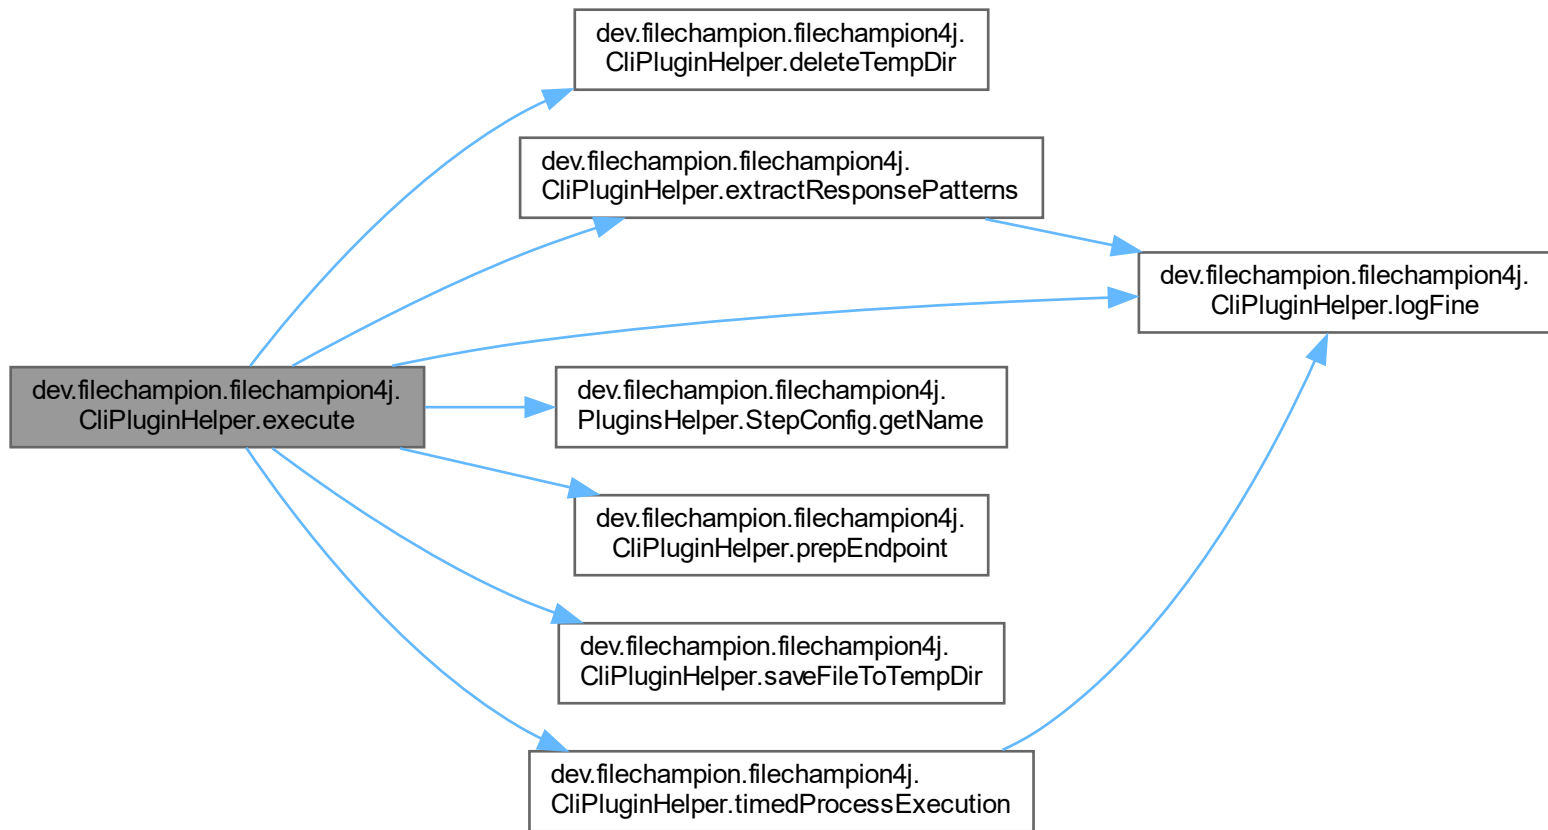 dev.filechampion.filechampion4j.
CliPluginHelper.deleteTempDir
dev.filechampion.filechampion4j.
CliPluginHelper.extractResponsePatterns
dev.filechampion.filechampion4j.
CliPluginHelper.logFine
dev.filechampion.filechampion4j.
CliPluginHelper.execute
dev.filechampion.filechampion4j.
PluginsHelper.StepConfig.getName
dev.filechampion.filechampion4j.
CliPluginHelper.prepEndpoint
dev.filechampion.filechampion4j.
CliPluginHelper.saveFileToTempDir
dev.filechampion.filechampion4j.
CliPluginHelper.timedProcessExecution